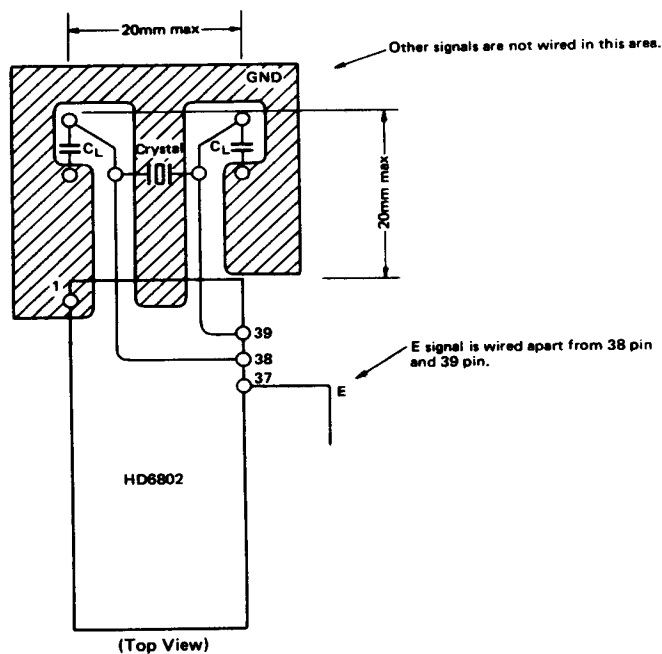 20mm max
Other signals are not wired in this area.
GND
CL
Crystal
CL
20mm max
1
39
38
37
E
E signal is wired apart from 38 pin
and 39 pin.
HD6802
(Top View)